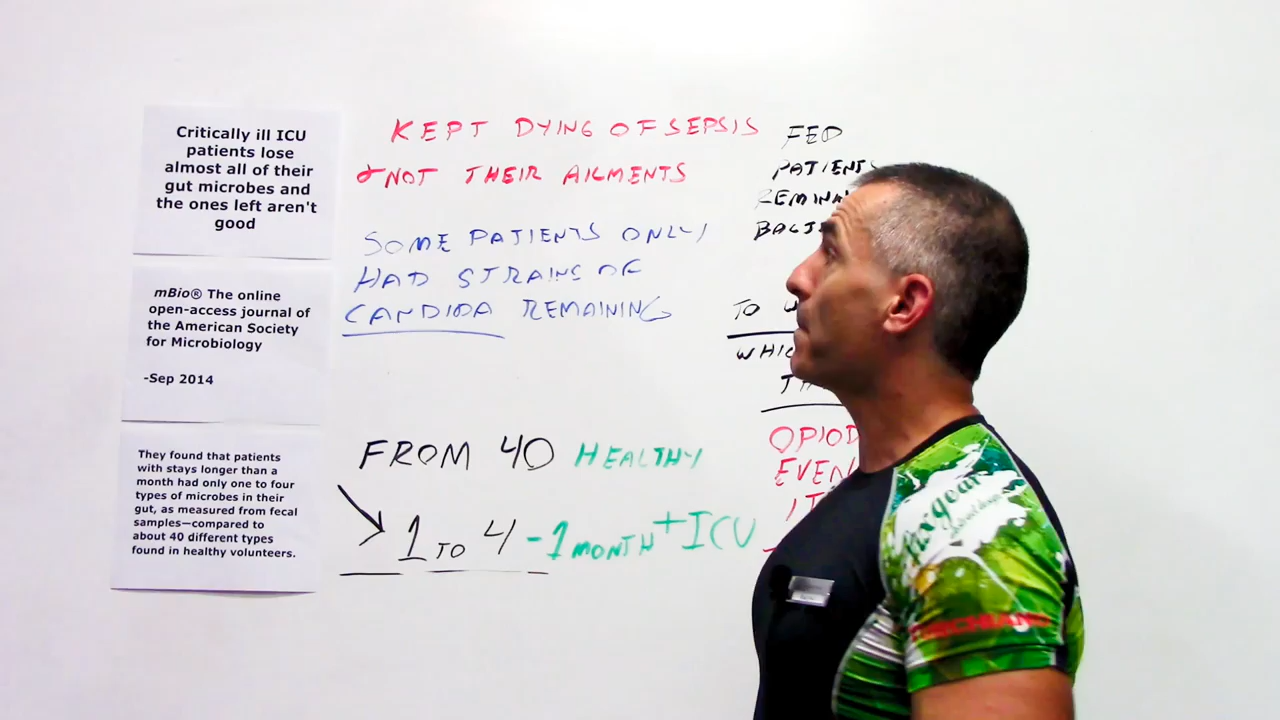 Critically ill ICU
patients lose
almost all of their
gut microbes and
the ones left aren't
good
mBio® The online
open-access journal of
the American Society
for Microbiology
-Sep 2014
They found that patients
with stays longer than a
month had only one to four
types of microbes in their
gut, as measured from fecal
samples—compared to
about 40 different types
found in healthy volunteers.
KEPT DYING OF SEPSIS
& NOT THEIR AILMENTS
SOME PATIENTS ONLY
HAD STRAINS OF
CANDIDA REMAINING
FROM 40 HEALTHY
1 TO 4 - 1 MONTH + ICU
FED
PATIENTS
TO
OPIOD
EVEN